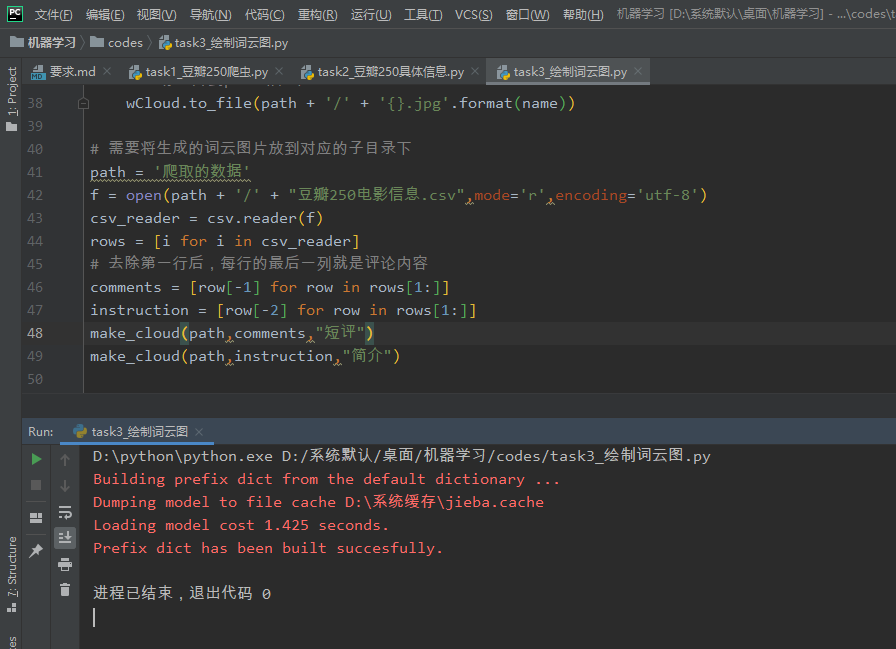 PC 文件(F) 编辑(E) 视图(V) 导航(N) 代码(C) 重构(R) 运行(U) 工具(T) VCS(S) 窗口(W) 帮助(H) 机器学习 [D:\系统默认\桌面\机器学习] - ...\codes\t
机器学习 codes task3_绘制词云图.py
要求.md task1_豆瓣250爬虫.py task2_豆瓣250具体信息.py task3_绘制词云图.py
1: Project
38 wCloud.to_file(path + '/' + '{}.jpg'.format(name))
39
40 # 需要将生成的词云图片放到对应的子目录下
41 path = '爬取的数据'
42 f = open(path + '/' + "豆瓣250电影信息.csv",mode='r',encoding='utf-8')
43 csv_reader = csv.reader(f)
44 rows = [i for i in csv_reader]
45 # 去除第一行后，每行的最后一列就是评论内容
46 comments = [row[-1] for row in rows[1:]]
47 instruction = [row[-2] for row in rows[1:]]
48 make_cloud(path,comments,"短评")
49 make_cloud(path,instruction,"简介")
50
Run: task3_绘制词云图
D:\python\python.exe D:/系统默认/桌面/机器学习/codes/task3_绘制词云图.py
Building prefix dict from the default dictionary ...
Dumping model to file cache D:\系统缓存\jieba.cache
Loading model cost 1.425 seconds.
Prefix dict has been built succesfully.
进程已结束，退出代码 0
7: Structure